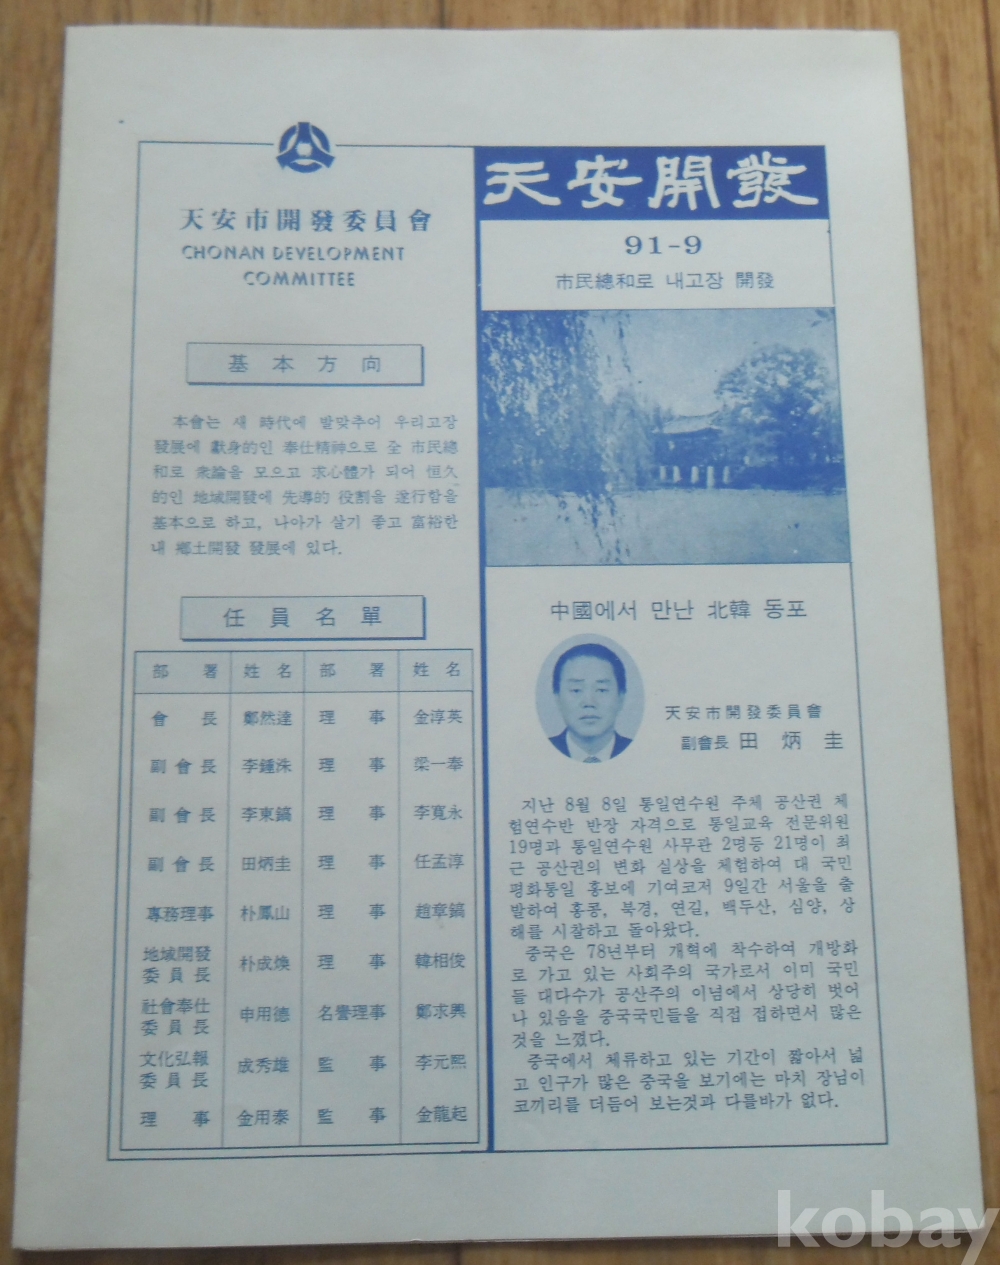 天安市開發委員會
CHONAN DEVELOPMENT
COMMITTEE
基本方向
本會는 새 時代에 발맞추어 우리고장
發展에 獻身的인 奉仕精神으로 全 市民總
和로 衆論을 모으고 求心體가 되어 恒久
的인 地域開發에 先導的 役割을 遂行함을
基本으로 하고, 나아가 살기 좋고 富裕한
내 鄕土開發 發展에 있다.
任員名單
部署 姓名 部署 姓名
會長 鄭然達 理事 金淳英
副會長 李鍾洙 理事 梁一奉
副會長 李東鎬 理事 李寬永
副會長 田炳圭 理事 任孟淳
專務理事 朴鳳山 理事 趙章鎬
地域開發
委員長 朴成煥 理事 韓相俊
社會奉仕
委員長 申用德 名譽理事 鄭求興
文化弘報
委員長 成秀雄 監事 李元熙
理事 金用泰 監事 金龍起
天安開發
91-9
市民總和로 내고장 開發
中國에서 만난 北韓 동포
天安市開發委員會
副會長 田炳圭
지난 8월 8일 통일연수원 주체 공산권 체
험연수반 반장 자격으로 통일교육 전문위원
19명과 통일연수원 사무관 2명등 21명이 최
근 공산권의 변화 실상을 체험하여 대 국민
평화통일 홍보에 기여코저 9일간 서울을 출
발하여 홍콩, 북경, 연길, 백두산, 심양, 상
해를 시찰하고 돌아왔다.
중국은 78년부터 개혁에 착수하여 개방화
로 가고 있는 사회주의 국가로서 이미 국민
들 대다수가 공산주의 이념에서 상당히 벗어
나 있음을 중국국민들을 직접 접하면서 많은
것을 느꼈다.
중국에서 체류하고 있는 기간이 짧아서 넓
고 인구가 많은 중국을 보기에는 마치 장님이
코끼리를 더듬어 보는것과 다를바가 없다.
kobay